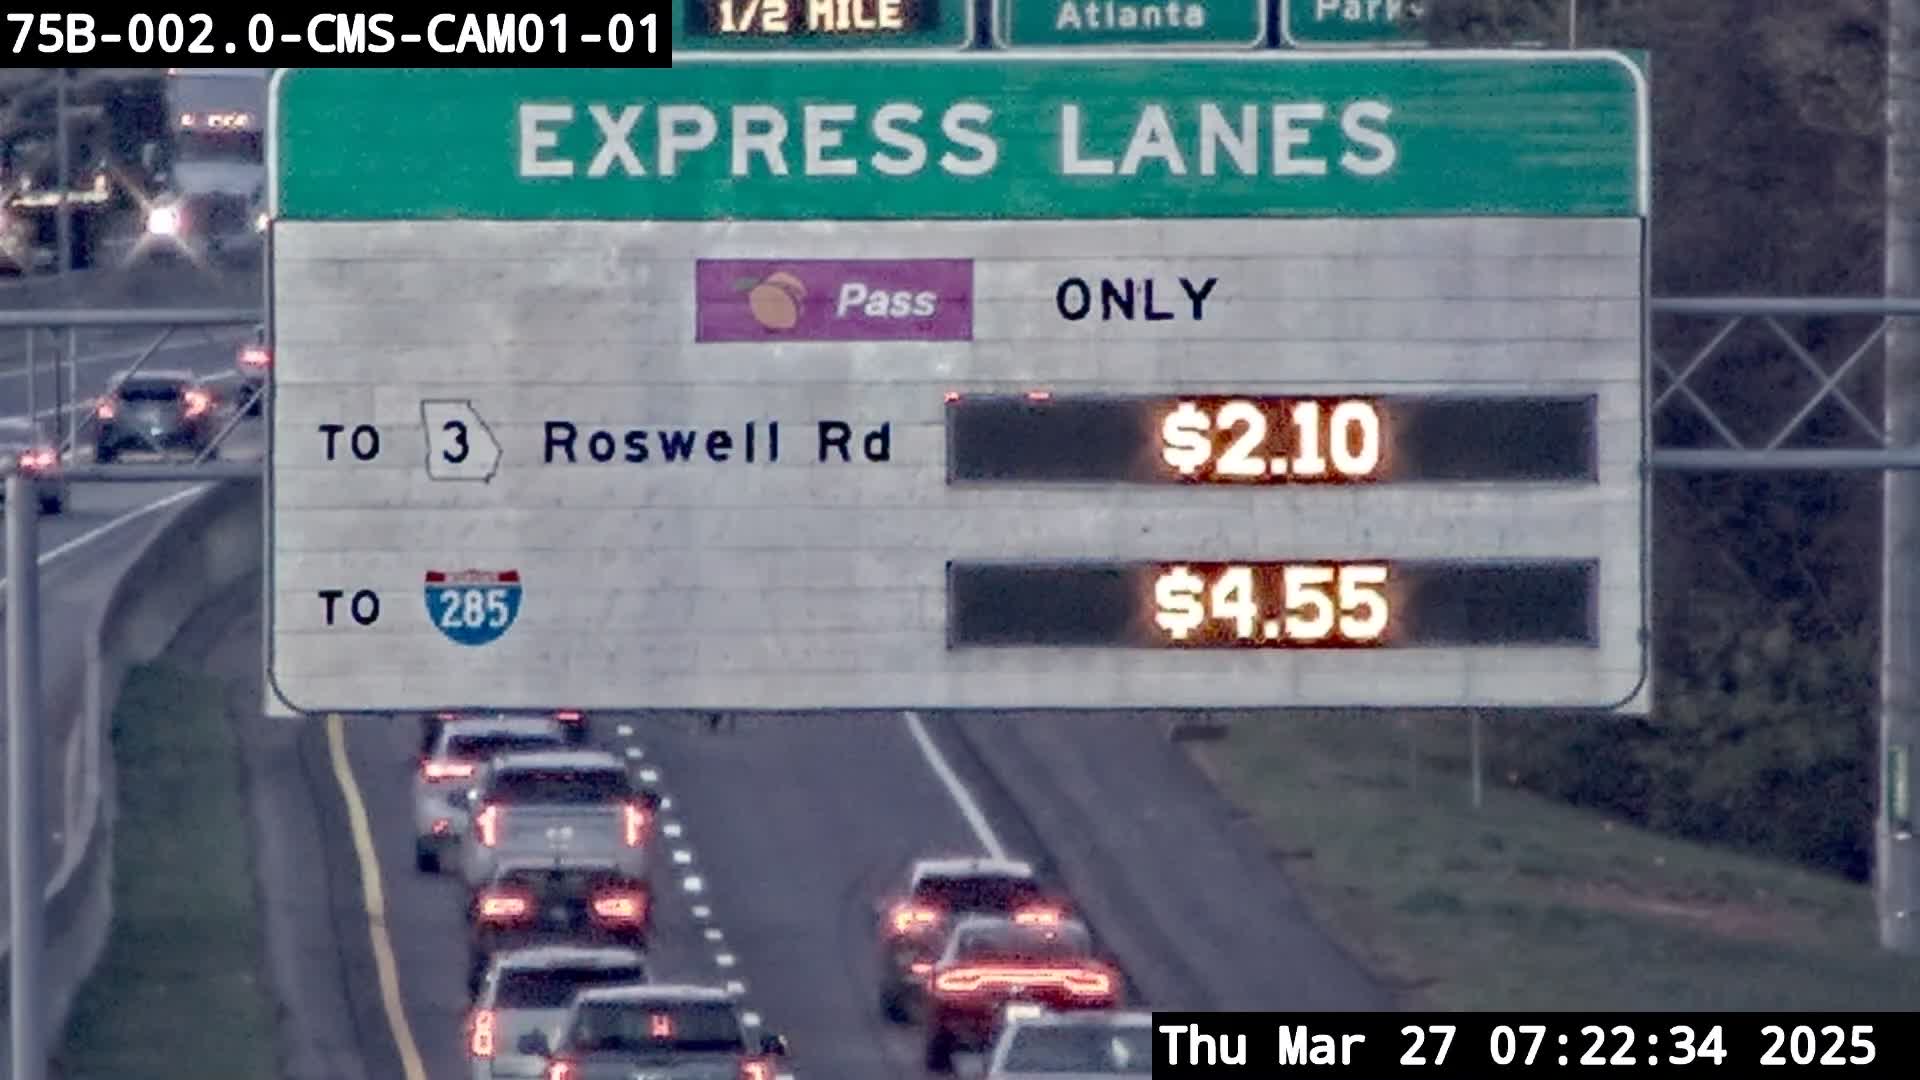 75B-002.0-CMS-CAM01-01
1/2 MILE
Atlanta
EXPRESS LANES
Pass ONLY
TO 3 Roswell Rd $2.10
TO 285 $4.55
Thu Mar 27 07:22:34 2025